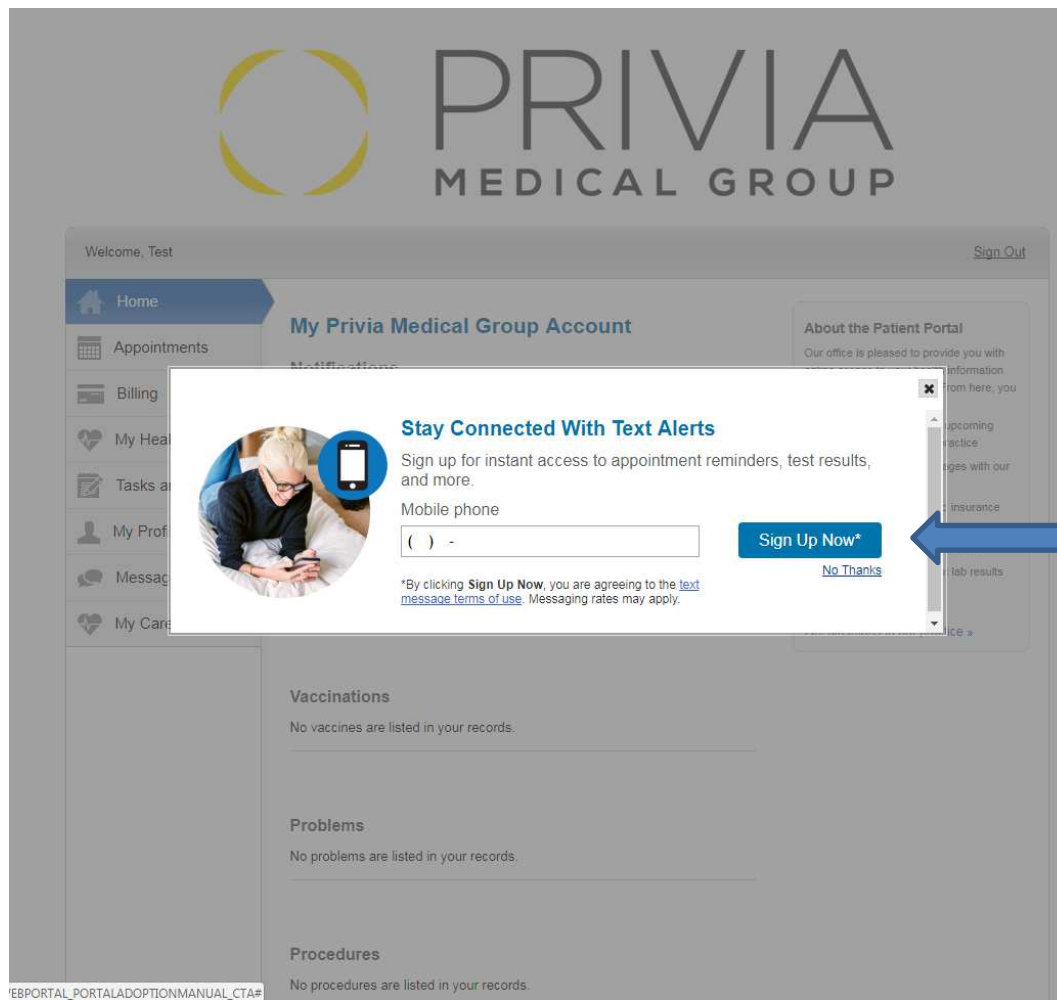 PRIVIA
MEDICAL GROUP
Welcome, Test
Sign Out
Home
Appointments
Billing
My Heal
Tasks a
My Prof
Messag
My Care
My Privia Medical Group Account
Notifications
About the Patient Portal
Our office is pleased to provide you with
information
from here, you
upcoming
ractice
ages with our
insurance
lab results
ice »
Stay Connected With Text Alerts
Sign up for instant access to appointment reminders, test results,
and more.
Mobile phone
( ) -
Sign Up Now*
No Thanks
*By clicking Sign Up Now, you are agreeing to the text
message terms of use. Messaging rates may apply.
Vaccinations
No vaccines are listed in your records.
Problems
No problems are listed in your records.
Procedures
No procedures are listed in your records.
EBPORTAL_PORTALADOPTIONMANUAL_CTA#